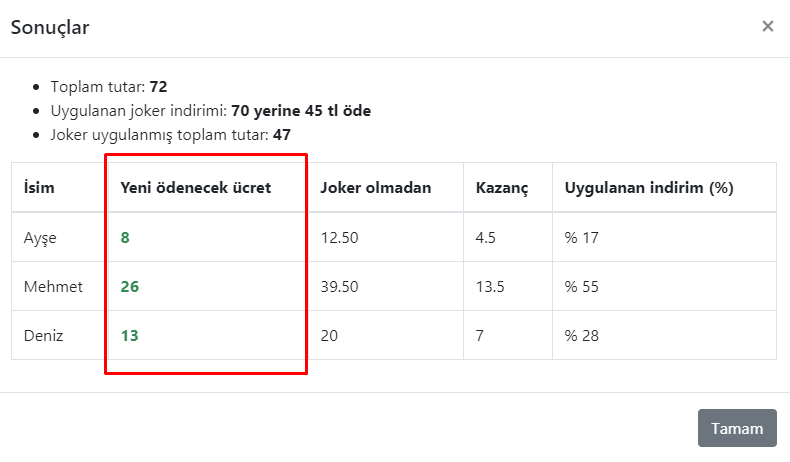 Sonuçlar ×
Toplam tutar: 72
Uygulanan joker indirimi: 70 yerine 45 tl öde
Joker uygulanmış toplam tutar: 47
İsim Yeni ödenecek ücret Joker olmadan Kazanç Uygulanan indirim (%)
Ayşe 8 12.50 4.5 % 17
Mehmet 26 39.50 13.5 % 55
Deniz 13 20 7 % 28
Tamam